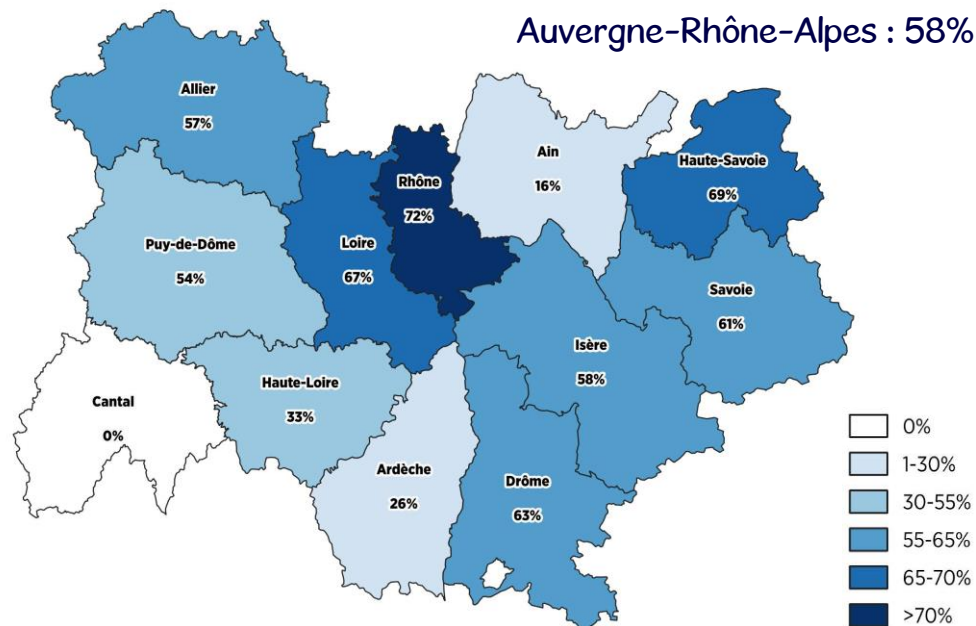 Auvergne-Rhône-Alpes : 58%
Allier
57%
Ain
16%
Haute-Savoie
69%
Rhône
72%
Puy-de-Dôme
54%
Loire
67%
Savoie
61%
Isère
58%
Haute-Loire
33%
Cantal
0%
Ardèche
26%
Drôme
63%
0%
1-30%
30-55%
55-65%
65-70%
>70%